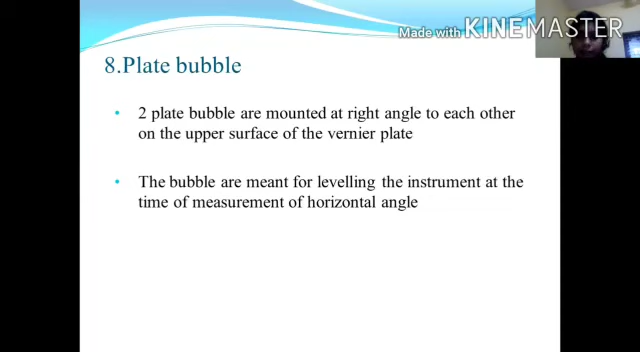 Made with KINEMASTER
8.Plate bubble
• 2 plate bubble are mounted at right angle to each other
on the upper surface of the vernier plate
• The bubble are meant for levelling the instrument at the
time of measurement of horizontal angle